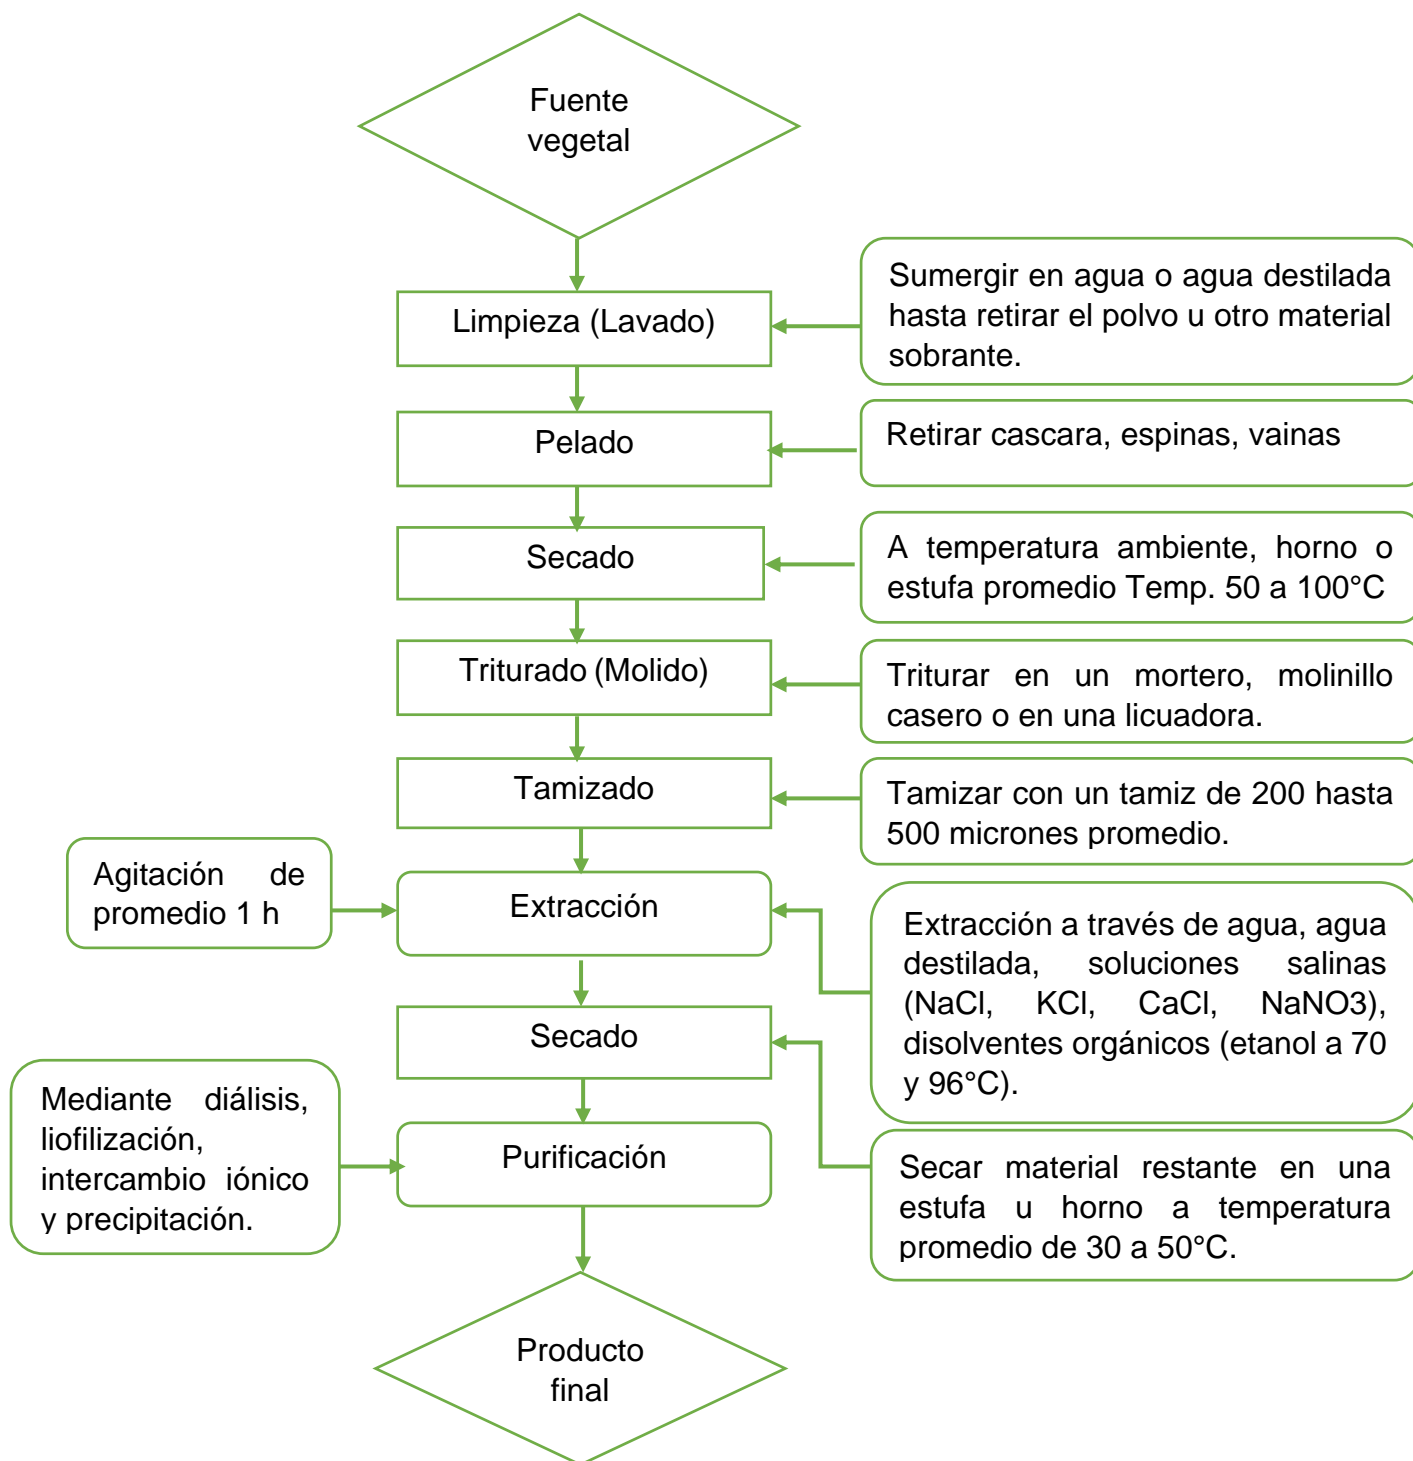 Fuente
vegetal
Limpieza (Lavado)
Sumergir en agua o agua destilada
hasta retirar el polvo u otro material
sobrante.
Pelado
Retirar cascara, espinas, vainas
Secado
A temperatura ambiente, horno o
estufa promedio Temp. 50 a 100°C
Triturado (Molido)
Triturar en un mortero, molinillo
casero o en una licuadora.
Tamizado
Tamizar con un tamiz de 200 hasta
500 micrones promedio.
Agitación de
promedio 1 h
Extracción
Extracción a través de agua, agua
destilada, soluciones salinas
(NaCl, KCl, CaCl, NaNO3),
disolventes orgánicos (etanol a 70
y 96°C).
Secado
Secar material restante en una
estufa u horno a temperatura
promedio de 30 a 50°C.
Mediante diálisis,
liofilización,
intercambio iónico
y precipitación.
Purificación
Producto
final